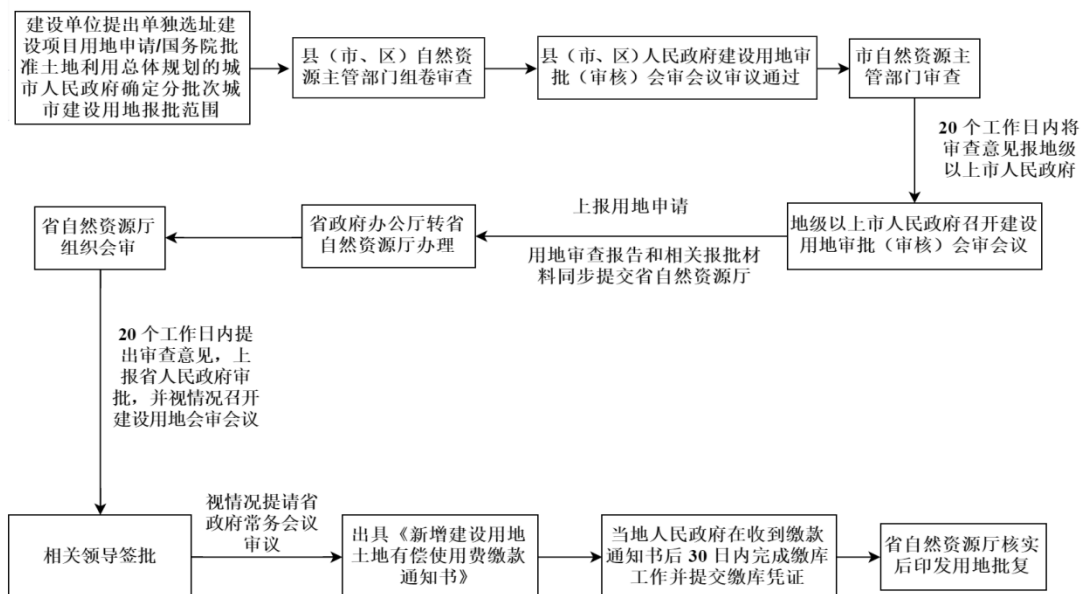 建设单位提出单独选址建
设项目用地申请/国务院批
准土地利用总体规划的城
市人民政府确定分批次城
市建设用地报批范围
县（市、区）自然资
源主管部门组卷审查
县（市、区）人民政府建设用地审
批（审核）会审会议审议通过
市自然资源主
管部门审查
20 个工作日内将
审查意见报地级
以上市人民政府
地级以上市人民政府召开建设
用地审批（审核）会审会议
上报用地申请
用地审查报告和相关报批材
料同步提交省自然资源厅
省政府办公厅转省
自然资源厅办理
省自然资源厅
组织会审
20 个工作日内提
出审查意见，上
报省人民政府审
批，并视情况召开
建设用地会审会议
相关领导签批
视情况提请省
政府常务会议
审议
出具《新增建设用地
土地有偿使用费缴款
通知书》
当地人民政府在收到缴款
通知书后 30 日内完成缴库
工作并提交缴库凭证
省自然资源厅核实
后印发用地批复